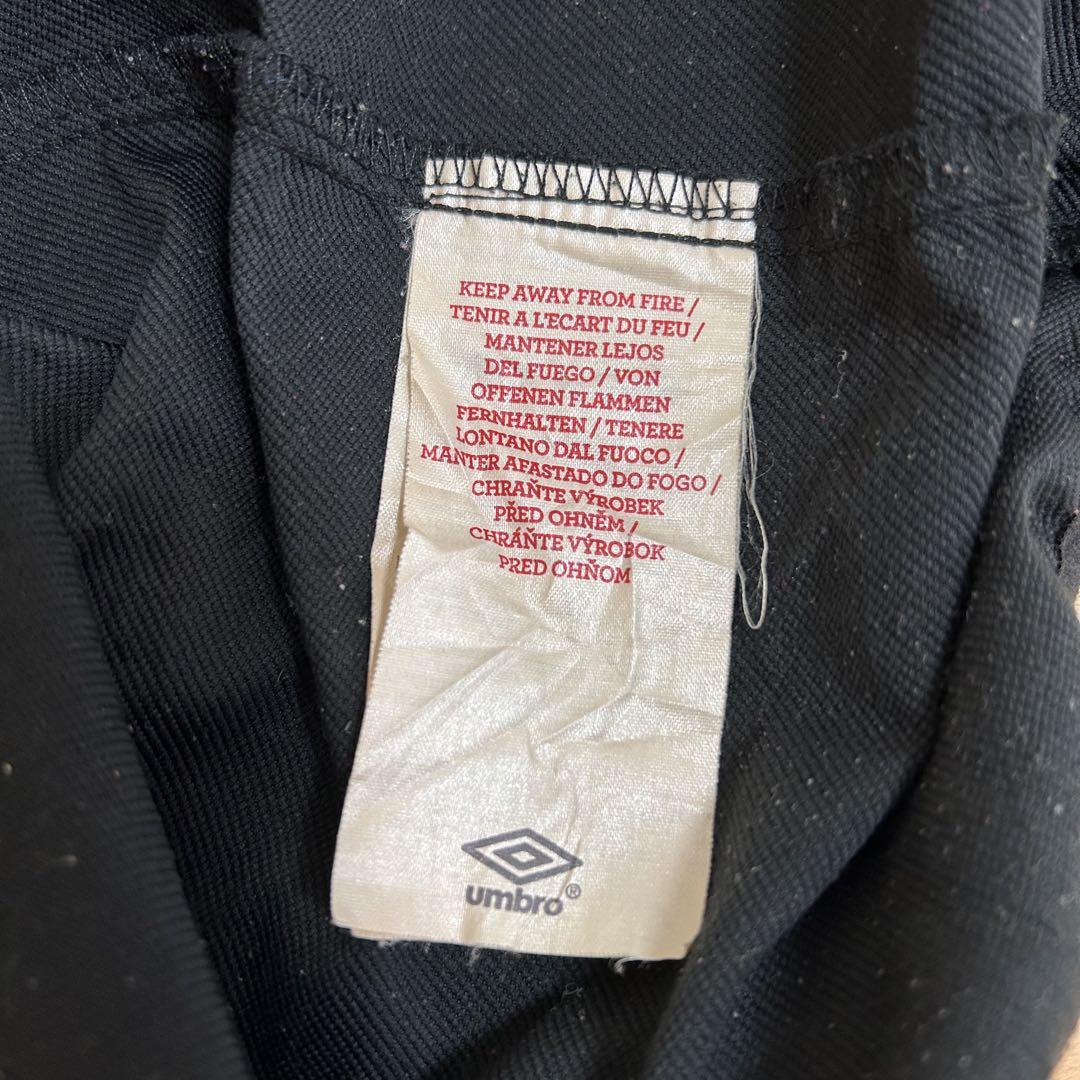 KEEP AWAY FROM FIRE /
TENIR A L'ECART DU FEU /
MANTENER LEJOS
DEL FUEGO / VON
OFFENEN FLAMMEN
FERNHALTEN / TENERE
LONTANO DAL FUOCO /
MANTER AFASTADO DO FOGO /
CHRAŇTE VÝROBEK
PŘED OHNĚM /
CHRÁŇTE VÝROBOK
PRED OHŇOM
umbro®